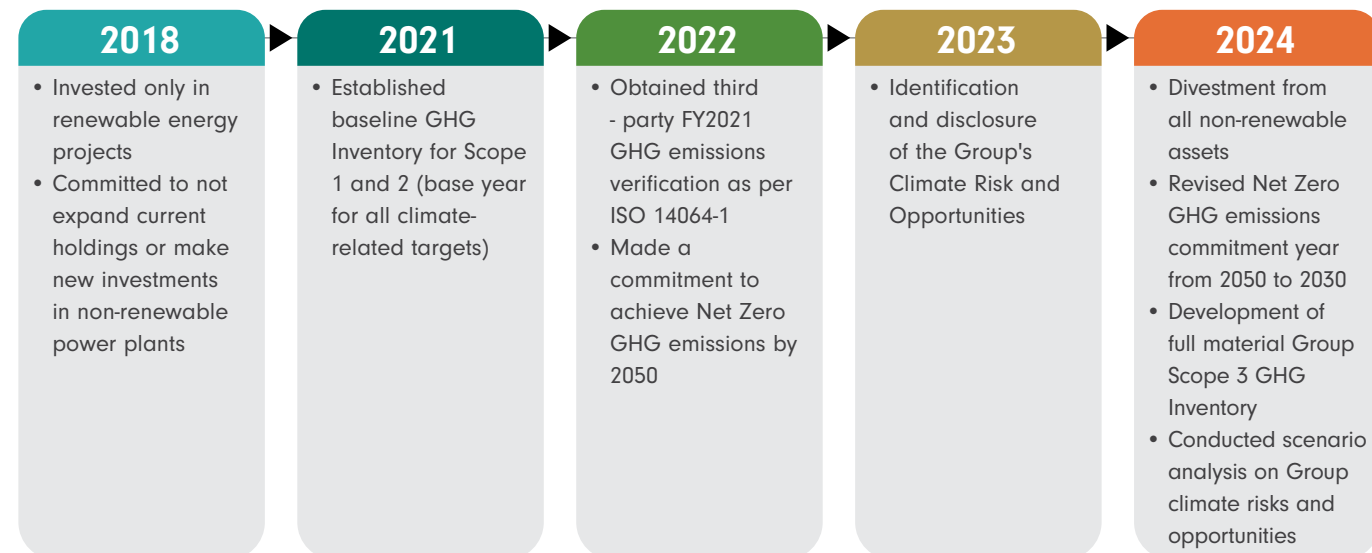 2018
• Invested only in
renewable energy
projects
• Committed to not
expand current
holdings or make
new investments
in non-renewable
power plants
2021
• Established
baseline GHG
Inventory for Scope
1 and 2 (base year
for all climate-
related targets)
2022
• Obtained third
- party FY2021
GHG emissions
verification as per
ISO 14064-1
• Made a
commitment to
achieve Net Zero
GHG emissions by
2050
2023
• Identification
and disclosure
of the Group's
Climate Risk and
Opportunities
2024
• Divestment from
all non-renewable
assets
• Revised Net Zero
GHG emissions
commitment year
from 2050 to 2030
• Development of
full material Group
Scope 3 GHG
Inventory
• Conducted scenario
analysis on Group
climate risks and
opportunities